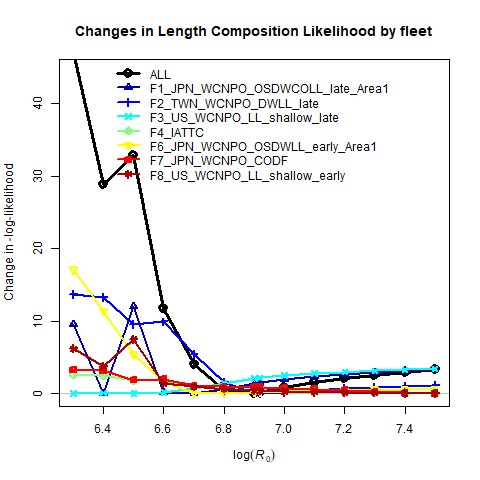 Changes in Length Composition Likelihood by fleet
ALL
F1_JPN_WCNPO_OSDWCOLL_late_Area1
F2_TWN_WCNPO_DWLL_late
F3_US_WCNPO_LL_shallow_late
F4_IATTC
F6_JPN_WCNPO_OSDWLL_early_Area1
F7_JPN_WCNPO_CODF
F8_US_WCNPO_LL_shallow_early
Change in -log-likelihood
40
30
20
10
0
6.4 6.6 6.8 7.0 7.2 7.4
log(R0)